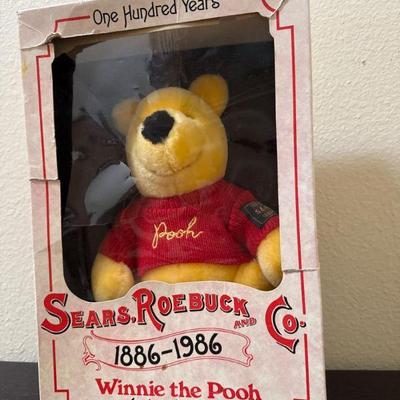 One Hundred Years
Pooh
SEARS, ROEBUCK AND CO.
1886-1986
Winnie the Pooh